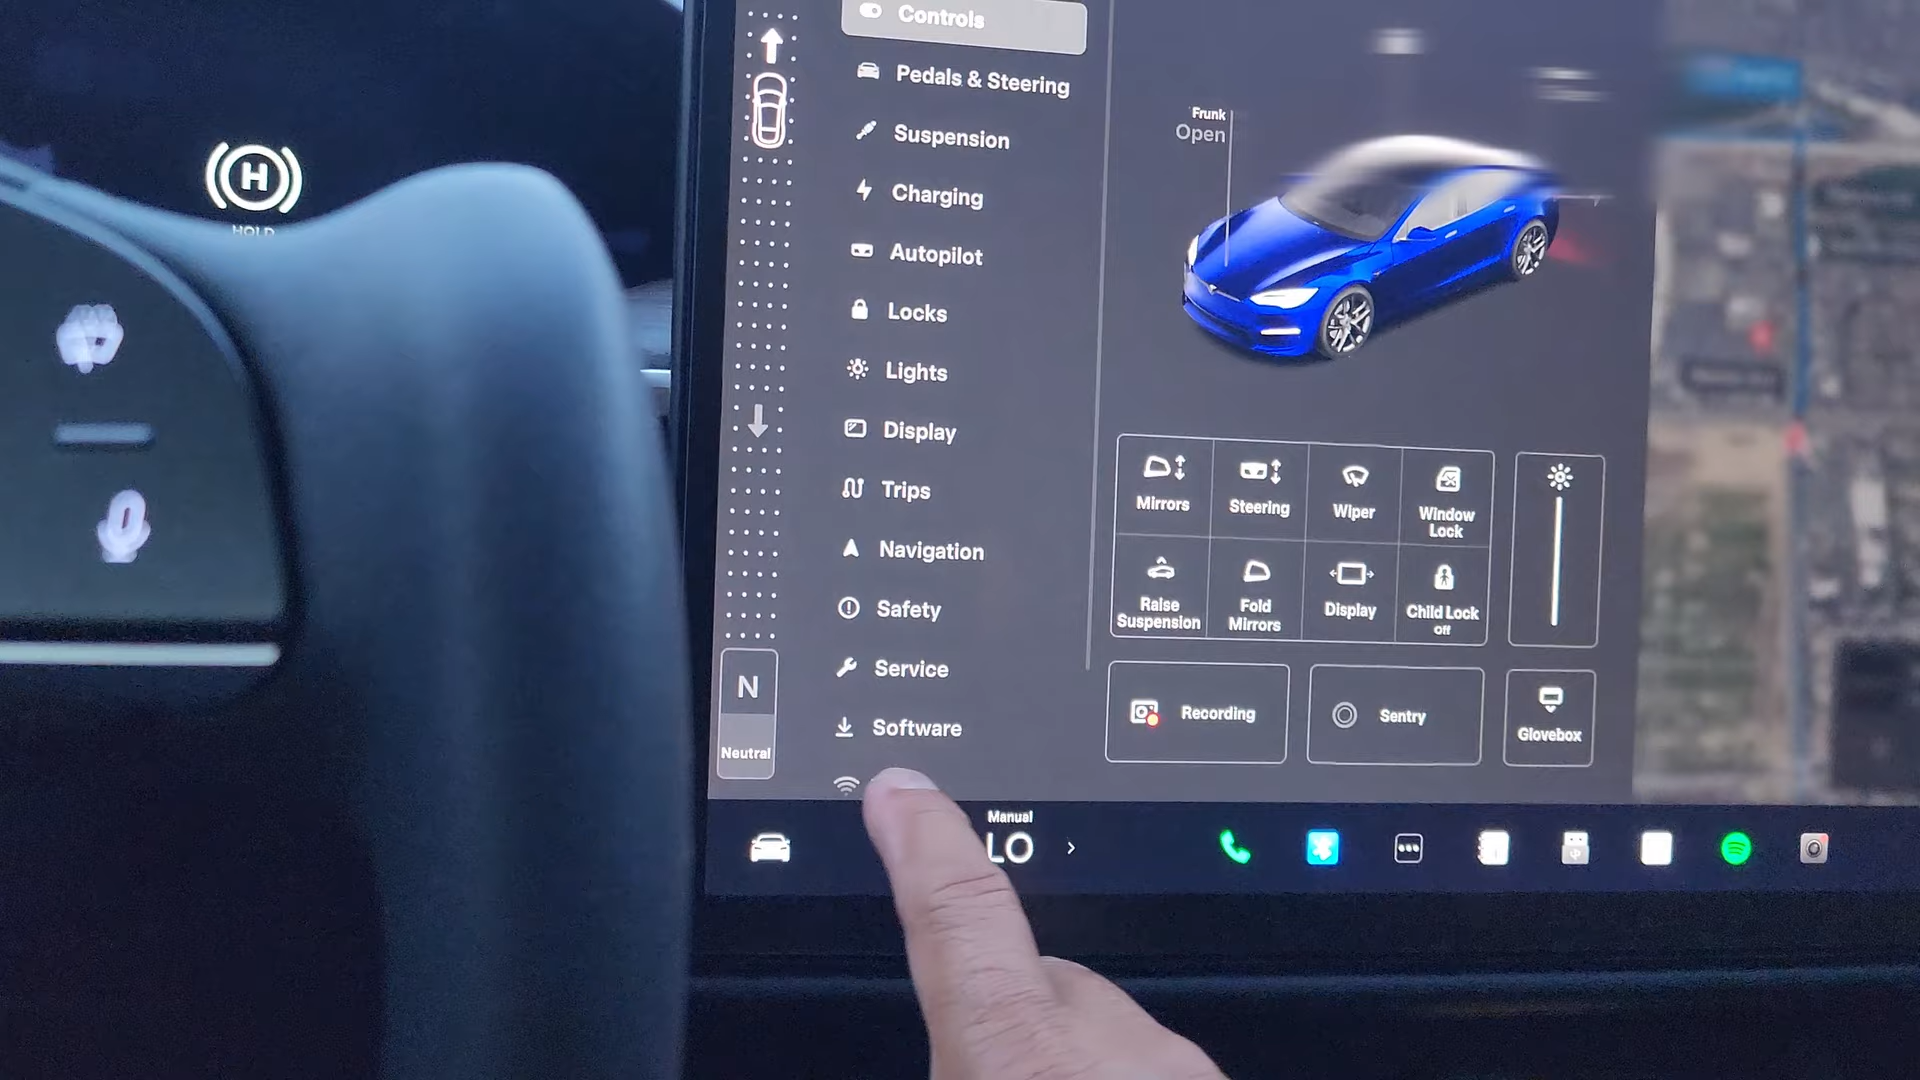 H
HOLD
N
Neutral
Controls
Pedals & Steering
Suspension
Charging
Autopilot
Locks
Lights
Display
Trips
Navigation
Safety
Service
Software
Frunk
Open
Mirrors
Steering
Wiper
Window
Lock
Raise
Suspension
Fold
Mirrors
Display
Child Lock
Off
Recording
Sentry
Glovebox
Manual
LO